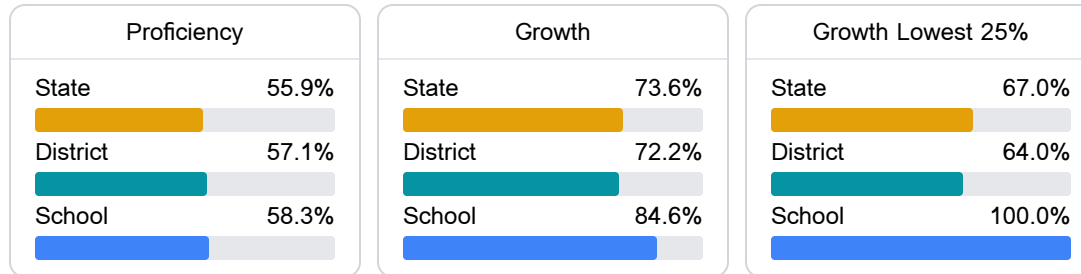 Proficiency
State 55.9%
District 57.1%
School 58.3%
Growth
State 73.6%
District 72.2%
School 84.6%
Growth Lowest 25%
State 67.0%
District 64.0%
School 100.0%